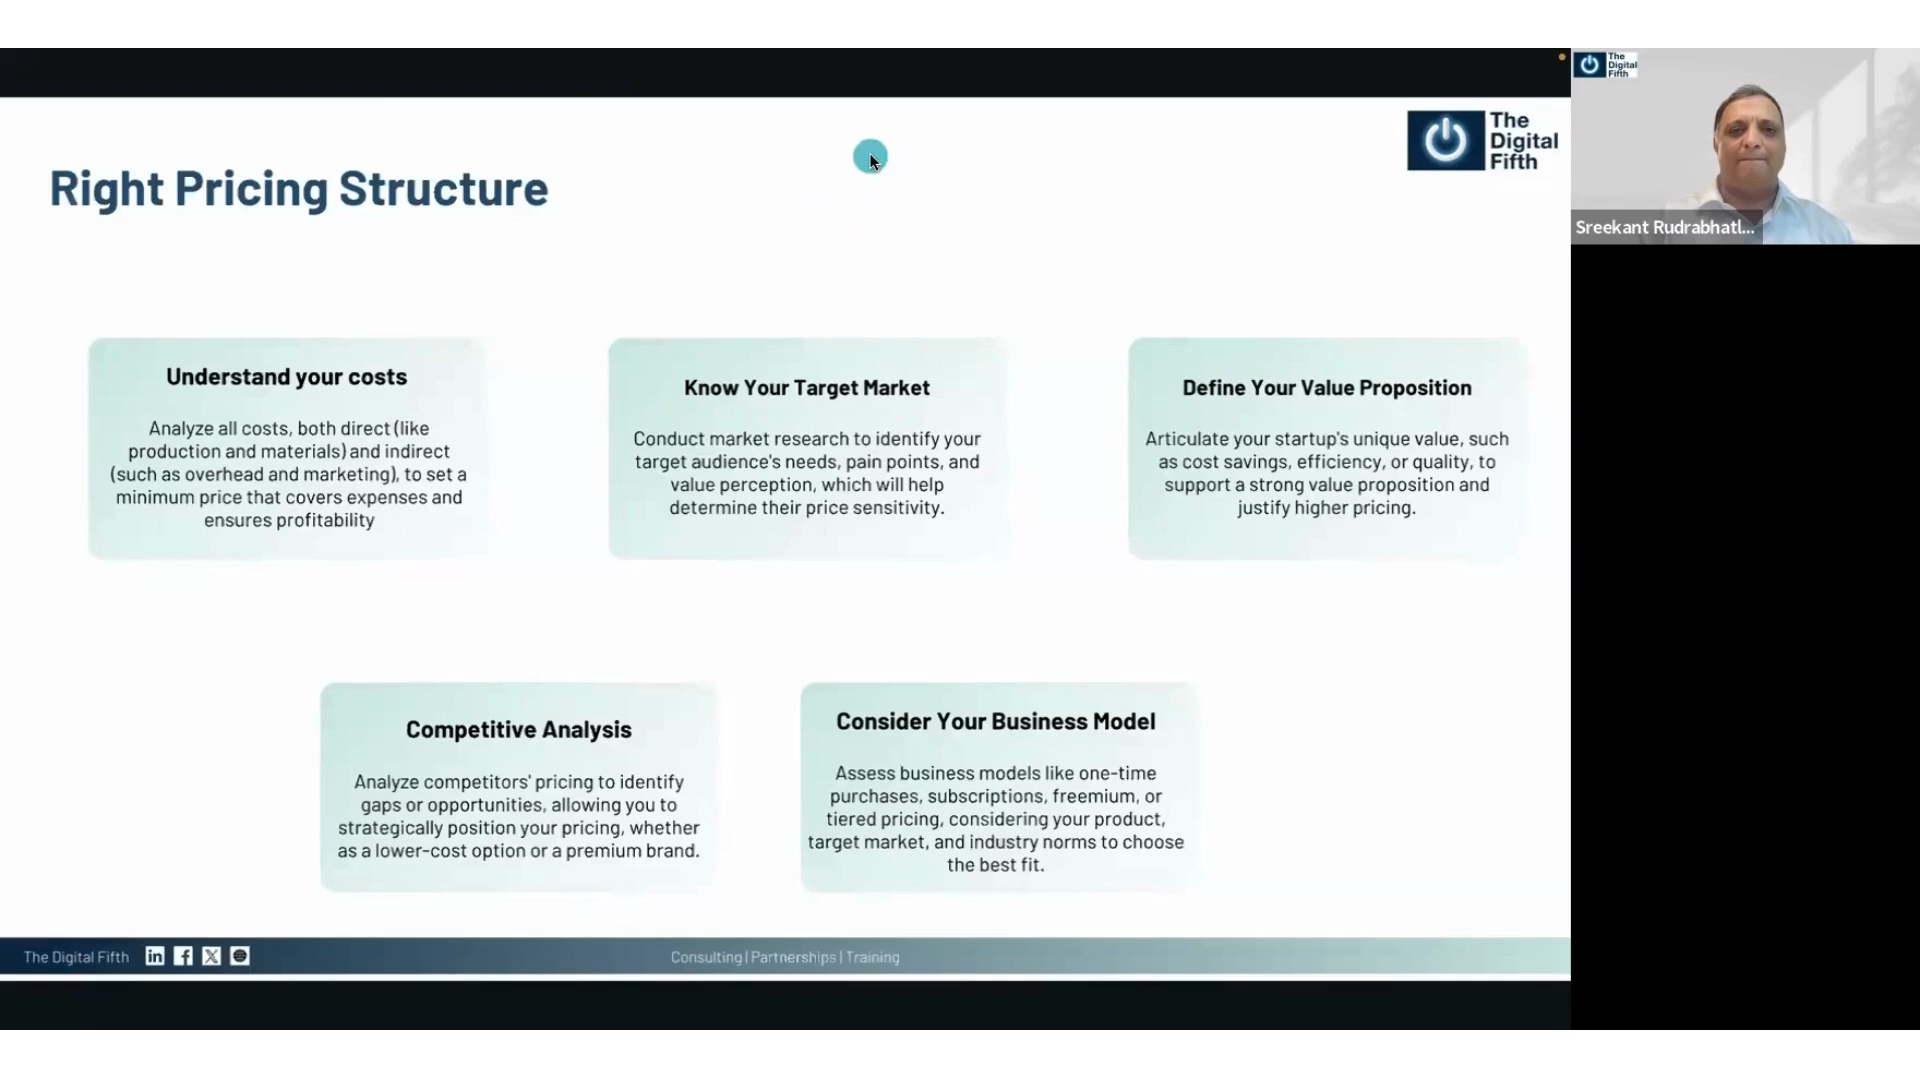 Right Pricing Structure
The
Digital
Fifth
The
Digital
Fifth
Sreekant Rudrabhatl...
Understand your costs
Analyze all costs, both direct (like
production and materials) and indirect
(such as overhead and marketing), to set a
minimum price that covers expenses and
ensures profitability
Know Your Target Market
Conduct market research to identify your
target audience's needs, pain points, and
value perception, which will help
determine their price sensitivity.
Define Your Value Proposition
Articulate your startup's unique value, such
as cost savings, efficiency, or quality, to
support a strong value proposition and
justify higher pricing.
Competitive Analysis
Analyze competitors' pricing to identify
gaps or opportunities, allowing you to
strategically position your pricing, whether
as a lower-cost option or a premium brand.
Consider Your Business Model
Assess business models like one-time
purchases, subscriptions, freemium, or
tiered pricing, considering your product,
target market, and industry norms to choose
the best fit.
The Digital Fifth
Consulting | Partnerships | Training